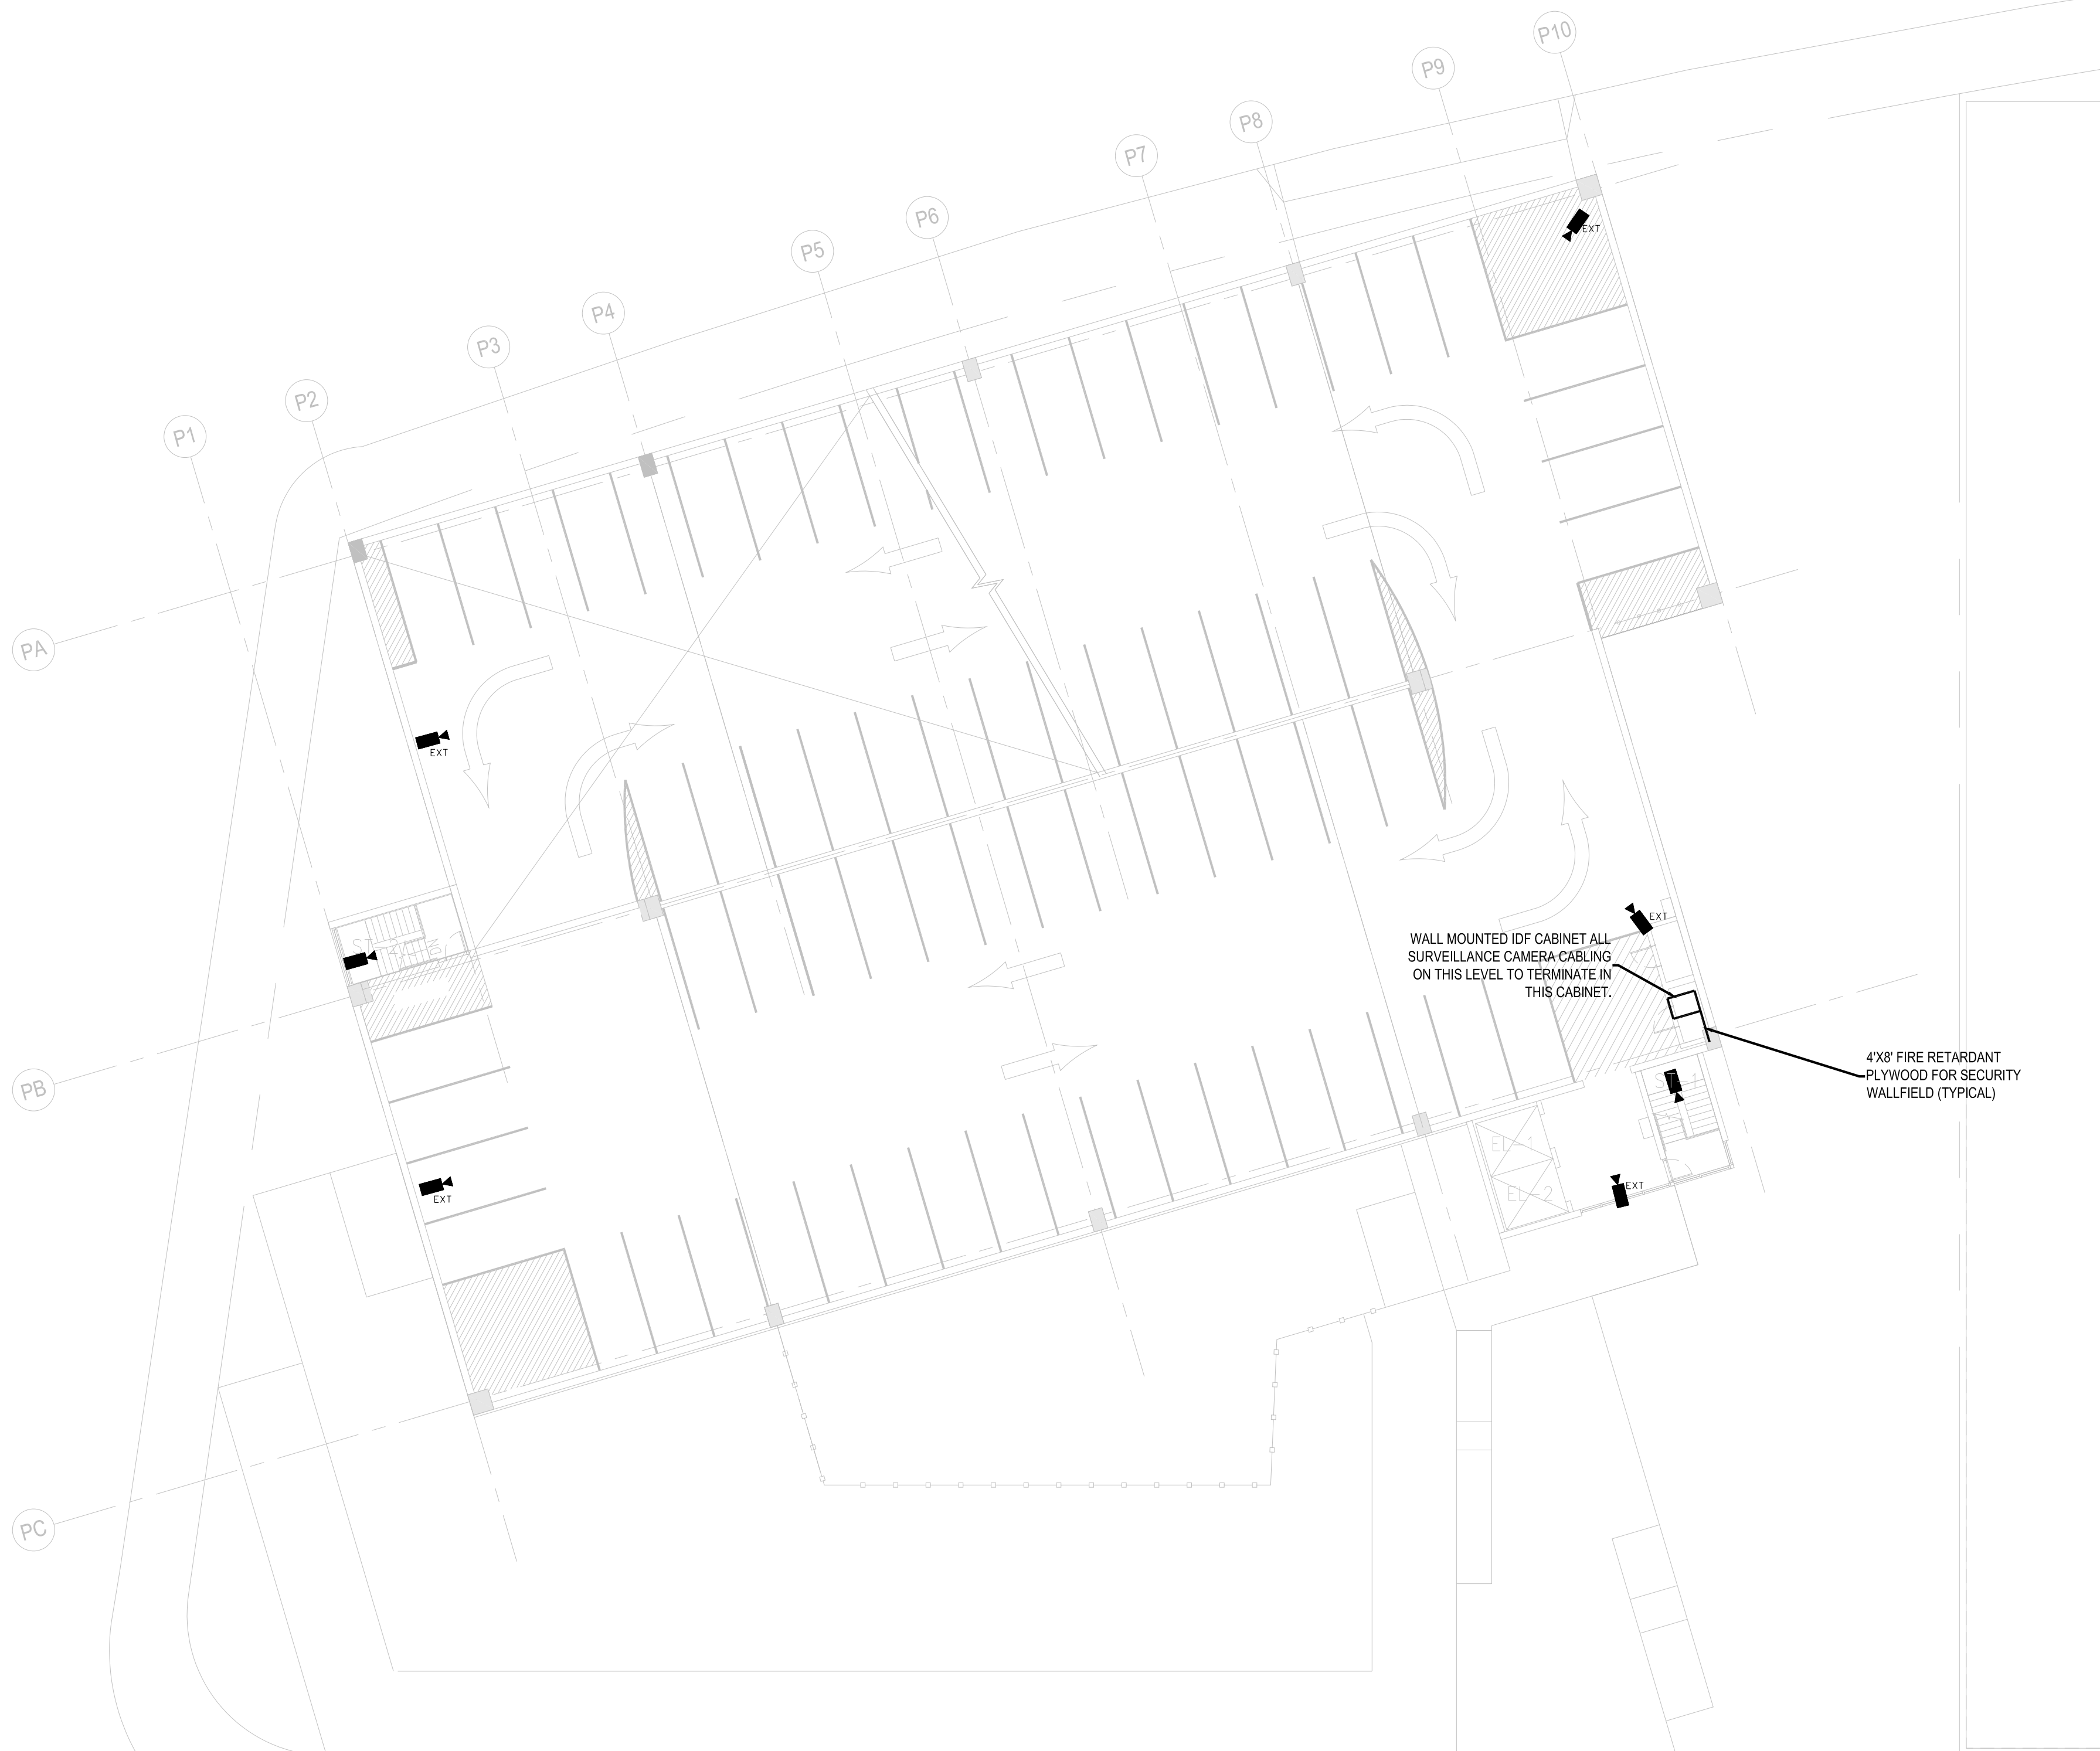 P10
P9
P8
P7
P6
P5
P4
P3
P2
P1
EXT
PA
EXT
EXT
WALL MOUNTED IDF CABINET ALL
SURVEILLANCE CAMERA CABLING
ON THIS LEVEL TO TERMINATE IN
THIS CABINET.
4'X8' FIRE RETARDANT
PLYWOOD FOR SECURITY
WALLFIELD (TYPICAL)
PB
ST-1
EL-1
EL-2
EXT
EXT
PC